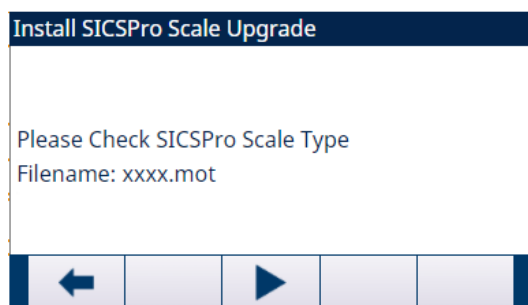 Install SICSPro Scale Upgrade
Please Check SICSPro Scale Type
Filename: xxxx.mot